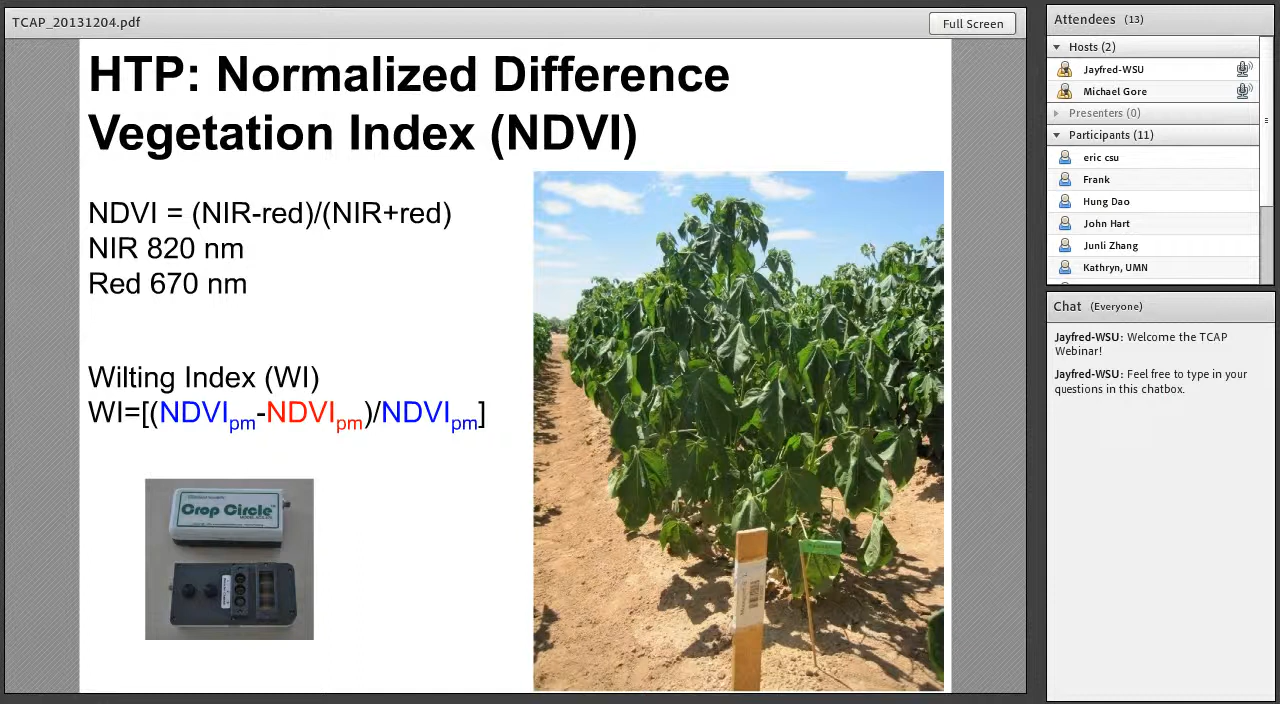 TCAP_20131204.pdf
Full Screen
HTP: Normalized Difference
Vegetation Index (NDVI)
NDVI = (NIR-red)/(NIR+red)
NIR 820 nm
Red 670 nm
Wilting Index (WI)
WI=[(NDVIpm-NDVIpm)/NDVIpm]
Crop Circle
Attendees (13)
Hosts (2)
Jayfred-WSU
Michael Gore
Presenters (0)
Participants (11)
eric csu
Frank
Hung Dao
John Hart
Junli Zhang
Kathryn, UMN
Chat (Everyone)
Jayfred-WSU: Welcome the TCAP
Webinar!
Jayfred-WSU: Feel free to type in your
questions in this chatbox.